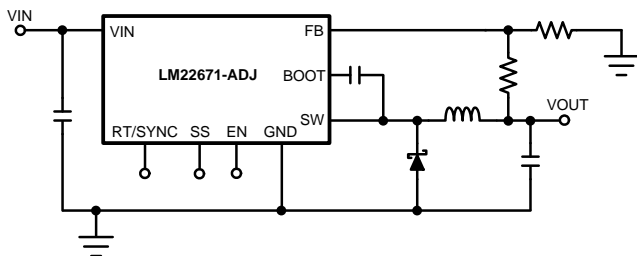 VIN
VIN
FB
LM22671-ADJ
BOOT
SW
VOUT
RT/SYNC
SS
EN
GND